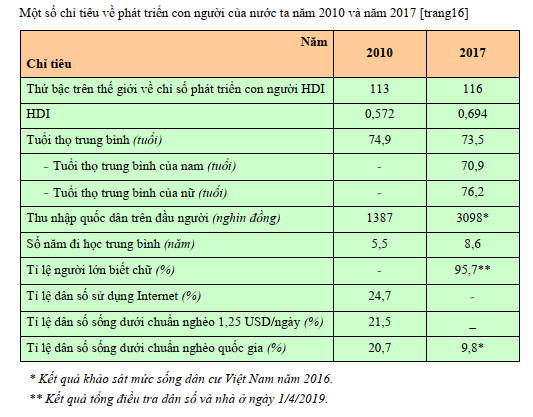 Một số chỉ tiêu về phát triển con người của nước ta năm 2010 và năm 2017 [trang16]
Năm
Chỉ tiêu
2010
2017
Thứ bậc trên thế giới về chỉ số phát triển con người HDI 113 116
HDI 0,572 0,694
Tuổi thọ trung bình (tuổi) 74,9 73,5
- Tuổi thọ trung bình của nam (tuổi) - 70,9
- Tuổi thọ trung bình của nữ (tuổi) - 76,2
Thu nhập quốc dân trên đầu người (nghìn đồng) 1387 3098*
Số năm đi học trung bình (năm) 5,5 8,6
Tỉ lệ người lớn biết chữ (%) - 95,7**
Tỉ lệ dân số sử dụng Internet (%) 24,7 -
Tỉ lệ dân số sống dưới chuẩn nghèo 1,25 USD/ngày (%) 21,5 _
Tỉ lệ dân số sống dưới chuẩn nghèo quốc gia (%) 20,7 9,8*
* Kết quả khảo sát mức sống dân cư Việt Nam năm 2016.
** Kết quả tổng điều tra dân số và nhà ở ngày 1/4/2019.